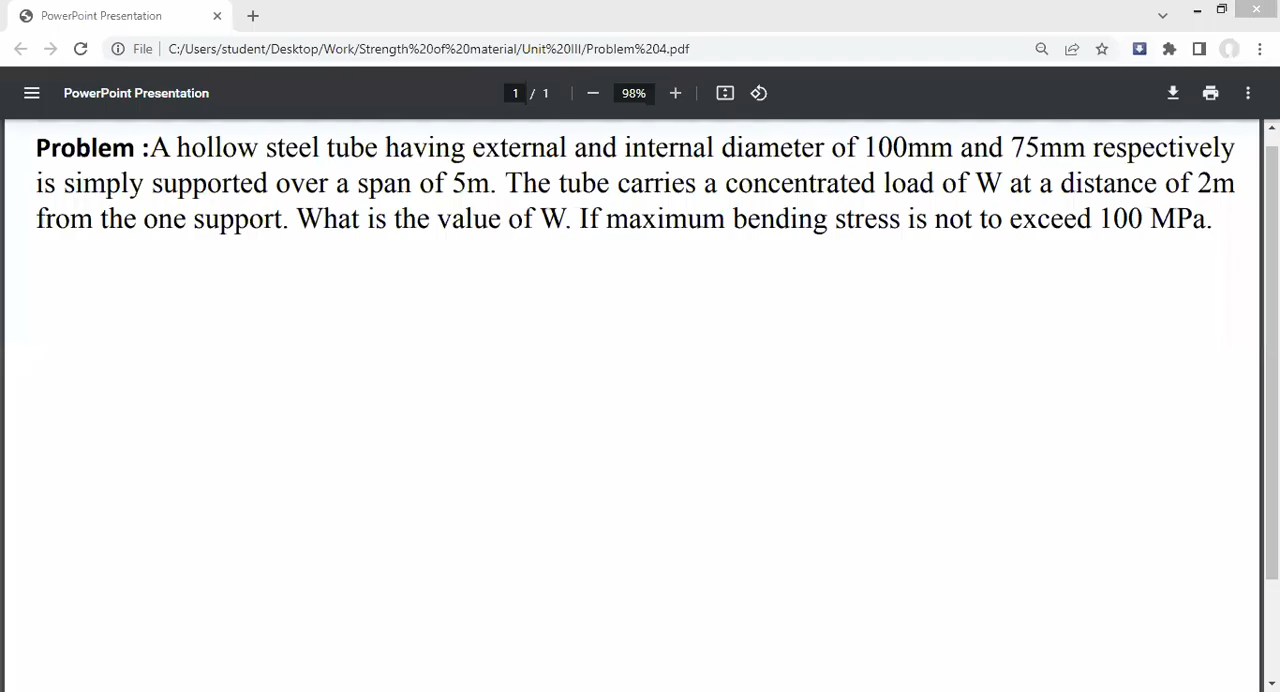 PowerPoint Presentation
File C:/Users/student/Desktop/Work/Strength%20of%20material/Unit%20III/Problem%204.pdf
PowerPoint Presentation 1 / 1 98%
Problem :A hollow steel tube having external and internal diameter of 100mm and 75mm respectively
is simply supported over a span of 5m. The tube carries a concentrated load of W at a distance of 2m
from the one support. What is the value of W. If maximum bending stress is not to exceed 100 MPa.